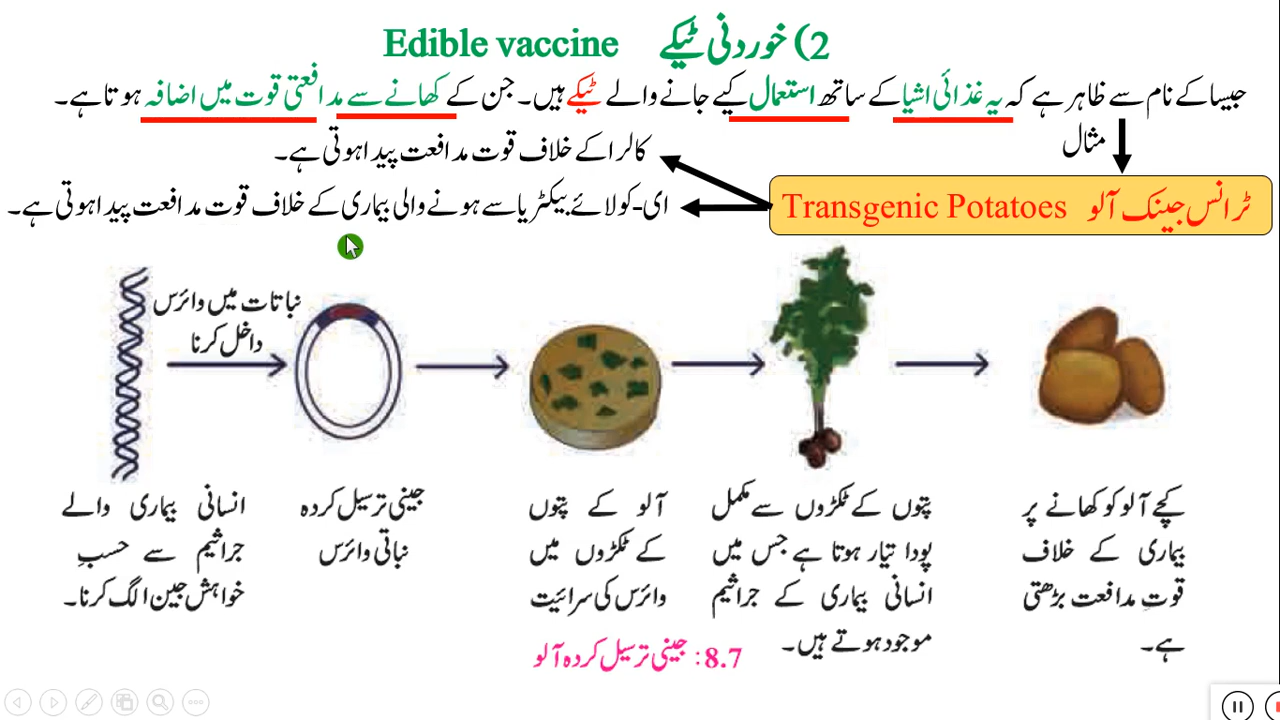 2) خوردنی ٹیکے Edible vaccine
جیسا کے نام سے ظاہر ہے کہ یہ غذائی اشیا کے ساتھ استعمال کیے جانے والے ٹیکے ہیں۔ جن کے کھانے سے مدافعتی قوت میں اضافہ ہوتا ہے۔
مثال
کالرا کے خلاف قوت مدافعت پیدا ہوتی ہے۔
ٹرانس جینک آلو Transgenic Potatoes
ای-کولائے بیکٹریا سے ہونے والی بیماری کے خلاف قوت مدافعت پیدا ہوتی ہے۔
نباتات میں وائرس
داخل کرنا
انسانی بیماری والے
جراثیم سے حسبِ
خواہش جین الگ کرنا۔
جینی ترسیل کردہ
نباتی وائرس
آلو کے پتوں
کے ٹکڑوں میں
وائرس کی سرائیت
پتوں کے ٹکڑوں سے مکمل
پودا تیار ہوتا ہے جس میں
انسانی بیماری کے جراثیم
موجود ہوتے ہیں۔
کچے آلو کو کھانے پر
بیماری کے خلاف
قوتِ مدافعت بڑھتی
ہے۔
8.7: جینی ترسیل کردہ آلو